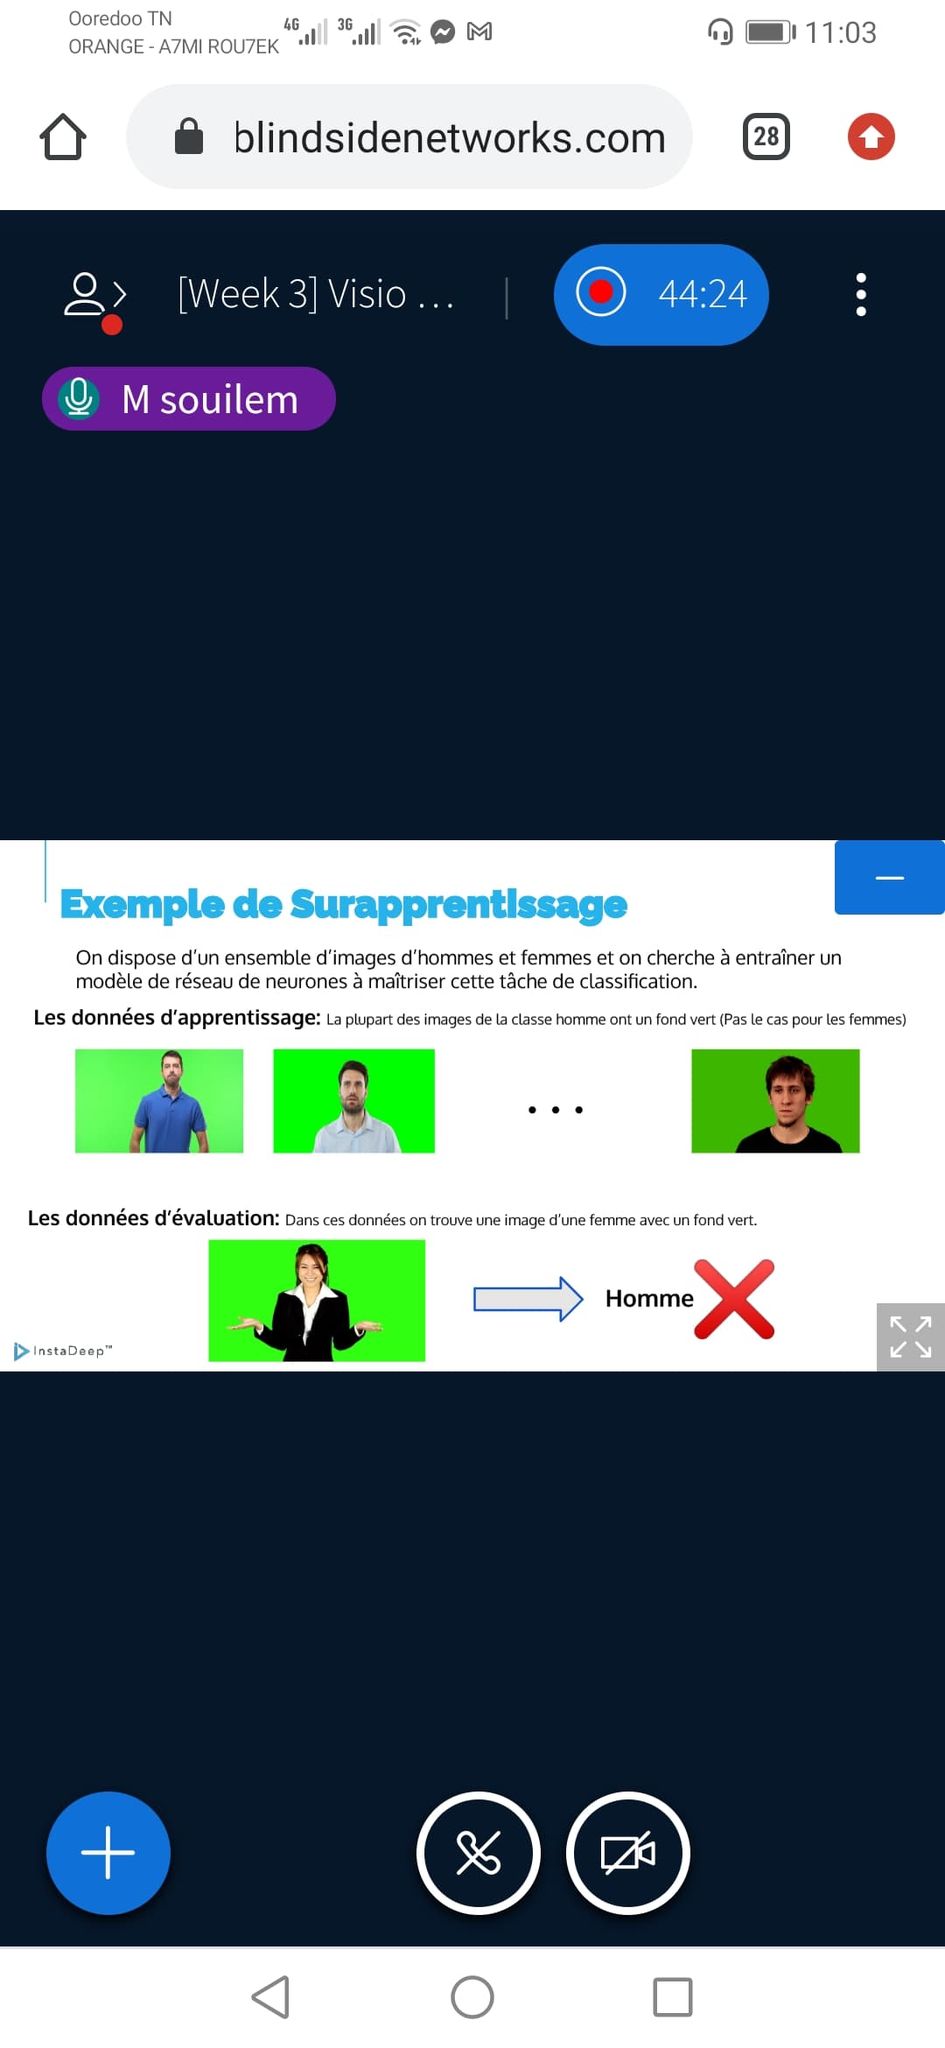 Ooredoo TN
ORANGE - A7MI ROU7EK
4G
3G
11:03
blindsidenetworks.com
28
[Week 3] Visio ...
44:24
M souilem
Exemple de Surapprentissage
On dispose d'un ensemble d'images d'hommes et femmes et on cherche à entraîner un
modèle de réseau de neurones à maîtriser cette tâche de classification.
Les données d'apprentissage: La plupart des images de la classe homme ont un fond vert (Pas le cas pour les femmes)
...
Les données d'évaluation: Dans ces données on trouve une image d'une femme avec un fond vert.
Homme
InstaDeep™